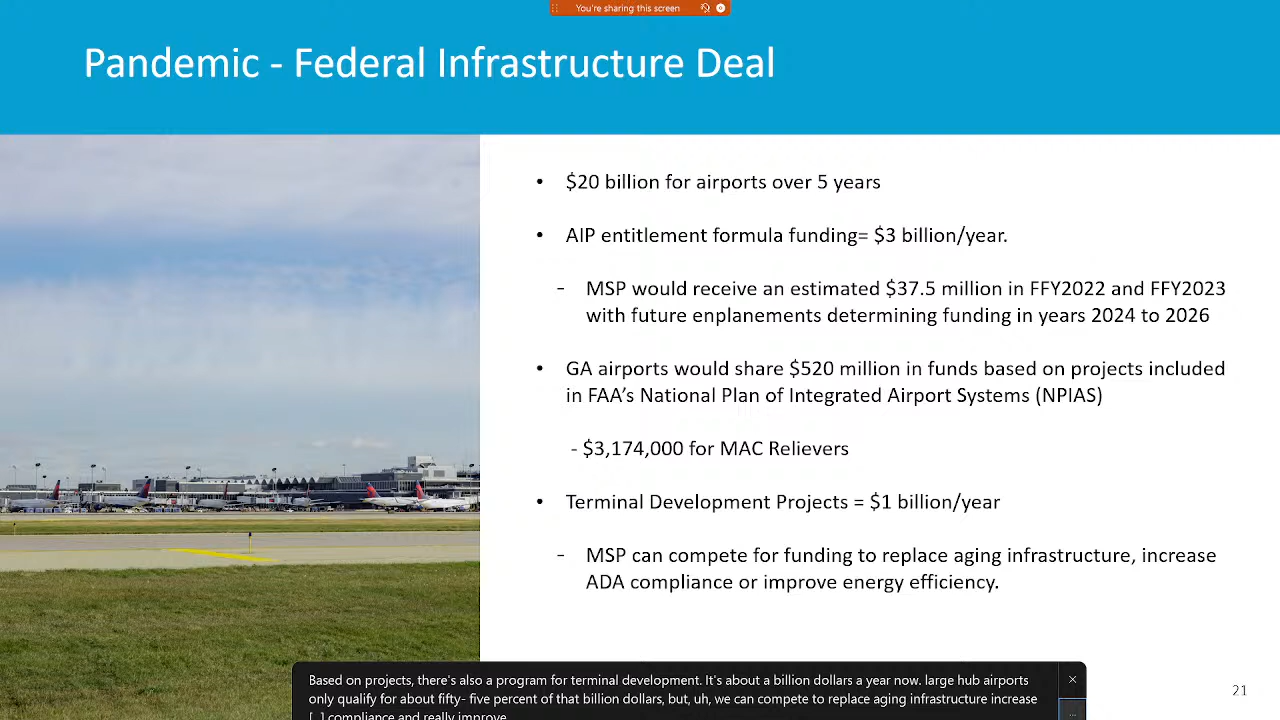 You're sharing this screen
Pandemic - Federal Infrastructure Deal
• $20 billion for airports over 5 years
• AIP entitlement formula funding= $3 billion/year.
- MSP would receive an estimated $37.5 million in FFY2022 and FFY2023
with future enplanements determining funding in years 2024 to 2026
• GA airports would share $520 million in funds based on projects included
in FAA's National Plan of Integrated Airport Systems (NPIAS)
- $3,174,000 for MAC Relievers
• Terminal Development Projects = $1 billion/year
- MSP can compete for funding to replace aging infrastructure, increase
ADA compliance or improve energy efficiency.
Based on projects, there's also a program for terminal development. It's about a billion dollars a year now. large hub airports
only qualify for about fifty- five percent of that billion dollars, but, uh, we can compete to replace aging infrastructure increase
[..] compliance and really improve
21